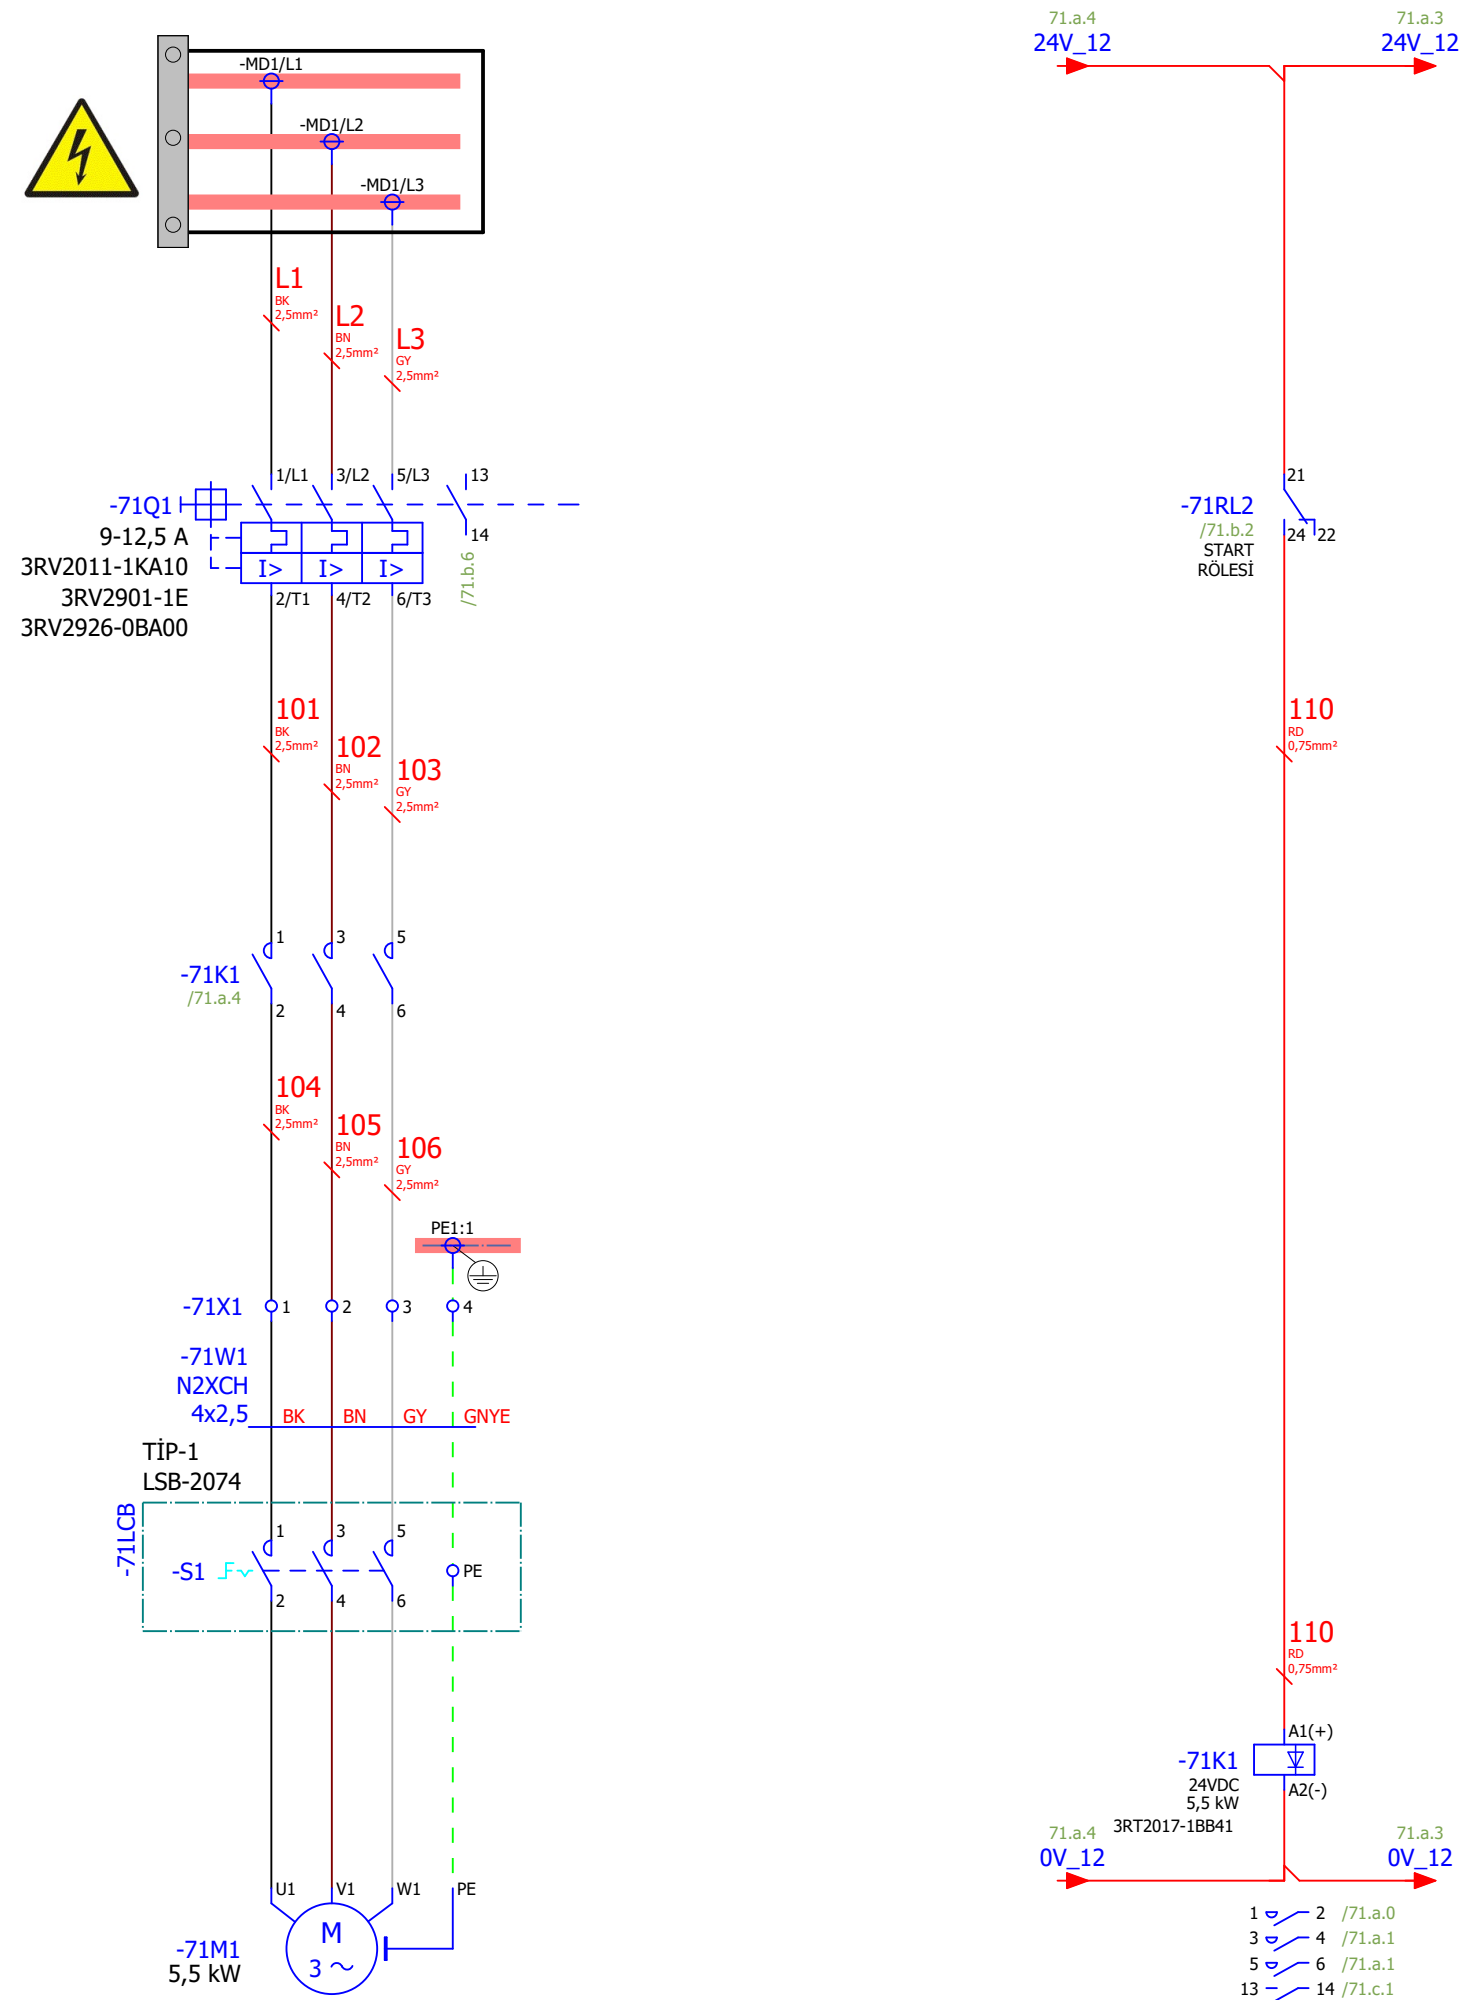 71.a.4
24V_12
71.a.3
24V_12
-MD1/L1
-MD1/L2
-MD1/L3
L1
BK
2,5mm²
L2
BN
2,5mm²
L3
GY
2,5mm²
-71Q1
9-12,5 A
3RV2011-1KA10
3RV2901-1E
3RV2926-0BA00
1/L1
3/L2
5/L3
13
14
/71.b.6
I>
I>
I>
2/T1
4/T2
6/T3
-71RL2
/71.b.2
START
RÖLESİ
21
24
22
101
BK
2,5mm²
102
BN
2,5mm²
103
GY
2,5mm²
110
RD
0,75mm²
-71K1
/71.a.4
1
3
5
2
4
6
104
BK
2,5mm²
105
BN
2,5mm²
106
GY
2,5mm²
PE1:1
-71X1
1
2
3
4
-71W1
N2XCH
4x2,5
BK
BN
GY
GNYE
TİP-1
LSB-2074
-71LCB
-S1
1
3
5
PE
2
4
6
110
RD
0,75mm²
A1(+)
-71K1
24VDC
5,5 kW
3RT2017-1BB41
A2(-)
71.a.4
0V_12
71.a.3
0V_12
U1
V1
W1
PE
M
3
-71M1
5,5 kW
1 2 /71.a.0
3 4 /71.a.1
5 6 /71.a.1
13 14 /71.c.1